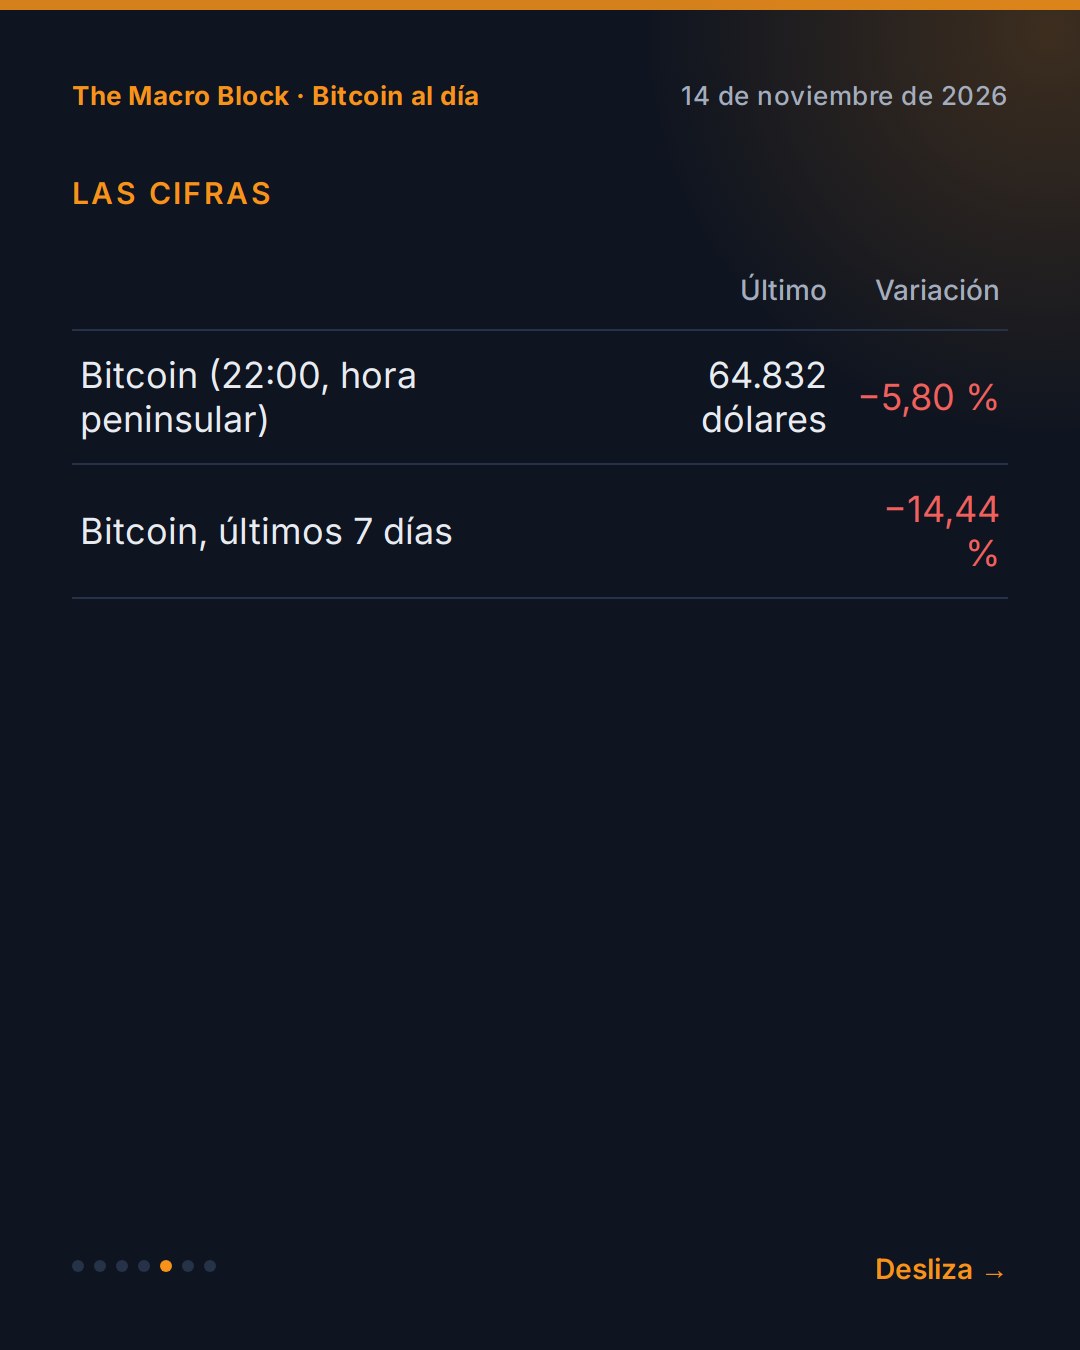 The Macro Block · Bitcoin al día
14 de noviembre de 2026
LAS CIFRAS
Último Variación
Bitcoin (22:00, hora
peninsular)
64.832
dólares
−5,80 %
Bitcoin, últimos 7 días
−14,44
%
Desliza →